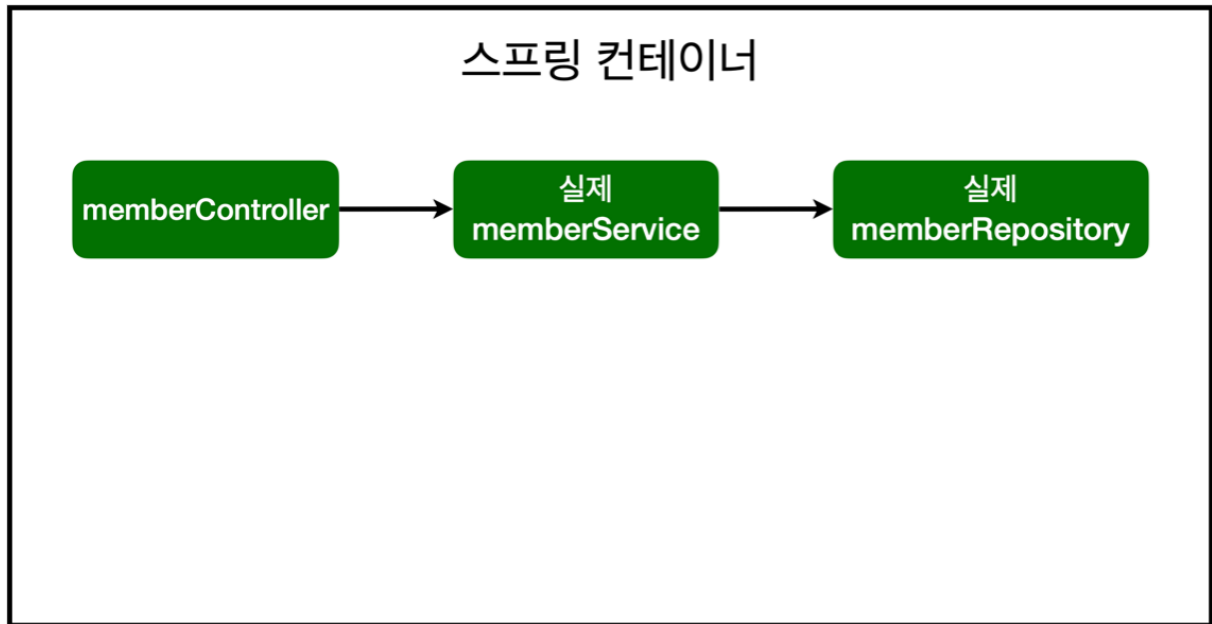 스프링 컨테이너
memberController
실제
memberService
실제
memberRepository